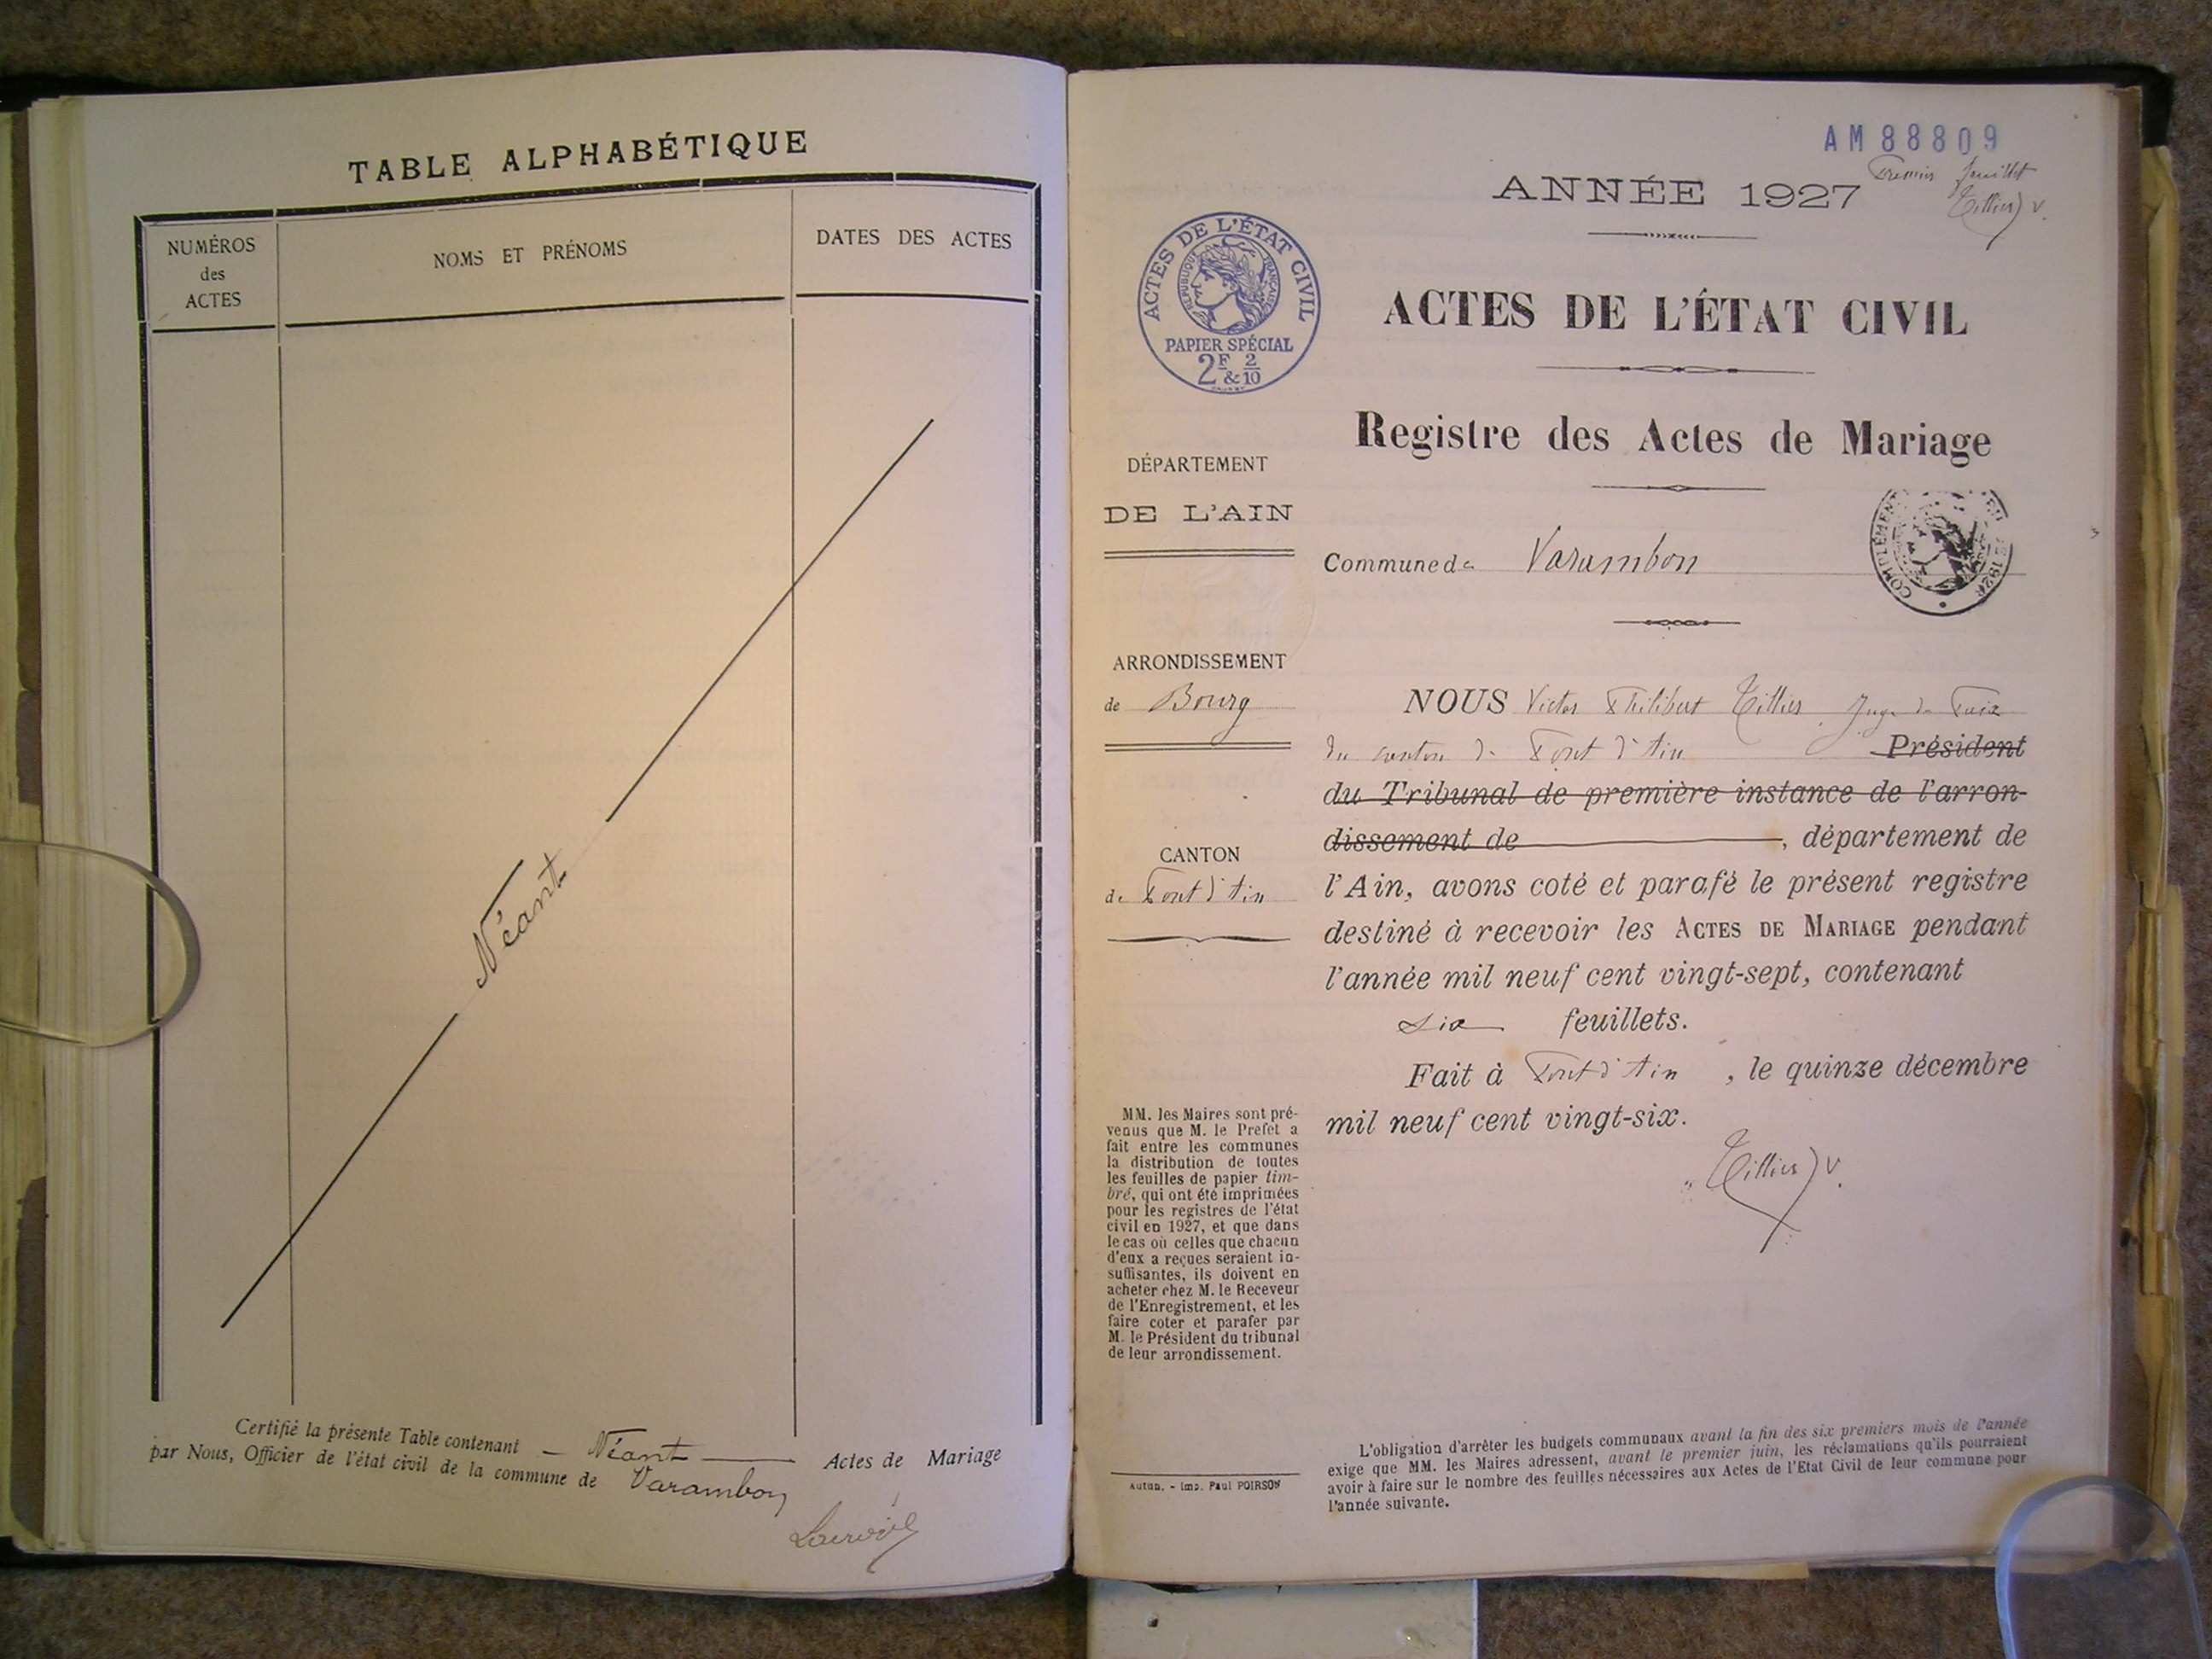 TABLE ALPHABÉTIQUE
NUMÉROS
des
ACTES
NOMS ET PRÉNOMS
DATES DES ACTES
Néant
Certifié la présente Table contenant — Néant — Actes de Mariage
par Nous, Officier de l'état civil de la commune de Varambon
AM 88809
Premier feuillet
Tillier V.
ANNÉE 1927
ACTES DE L'ÉTAT CIVIL
RÉPUBLIQUE FRANÇAISE
PAPIER SPÉCIAL
2F & 2/10
ACTES DE L'ÉTAT CIVIL
Registre des Actes de Mariage
DÉPARTEMENT
DE L'AIN
COMPLÉMENT
Commune de Varambon
ARRONDISSEMENT
de Bourg
CANTON
de Pont d'Ain
NOUS Victor Philibert Tillier Juge de Paix
du canton de Pont d'Ain Président
du Tribunal de première instance de l'arron-
dissement de , département de
l'Ain, avons coté et parafé le présent registre
destiné à recevoir les ACTES DE MARIAGE pendant
l'année mil neuf cent vingt-sept, contenant
six feuillets.
Fait à Pont d'Ain , le quinze décembre
mil neuf cent vingt-six.
Tillier V.
MM. les Maires sont pré-
venus que M. le Préfet a
fait entre les communes
la distribution de toutes
les feuilles de papier tim-
bré, qui ont été imprimées
pour les registres de l'état
civil en 1927, et que dans
le cas où celles que chacun
d'eux a reçues seraient in-
suffisantes, ils doivent en
acheter chez M. le Receveur
de l'Enregistrement, et les
faire coter et parafer par
M. le Président du tribunal
de leur arrondissement.
Autun. - Imp. Paul POIRSON
L'obligation d'arrêter les budgets communaux avant la fin des six premiers mois de l'année
exige que MM. les Maires adressent, avant le premier juin, les réclamations qu'ils pourraient
avoir à faire sur le nombre des feuilles nécessaires aux Actes de l'Etat Civil de leur commune pour
l'année suivante.